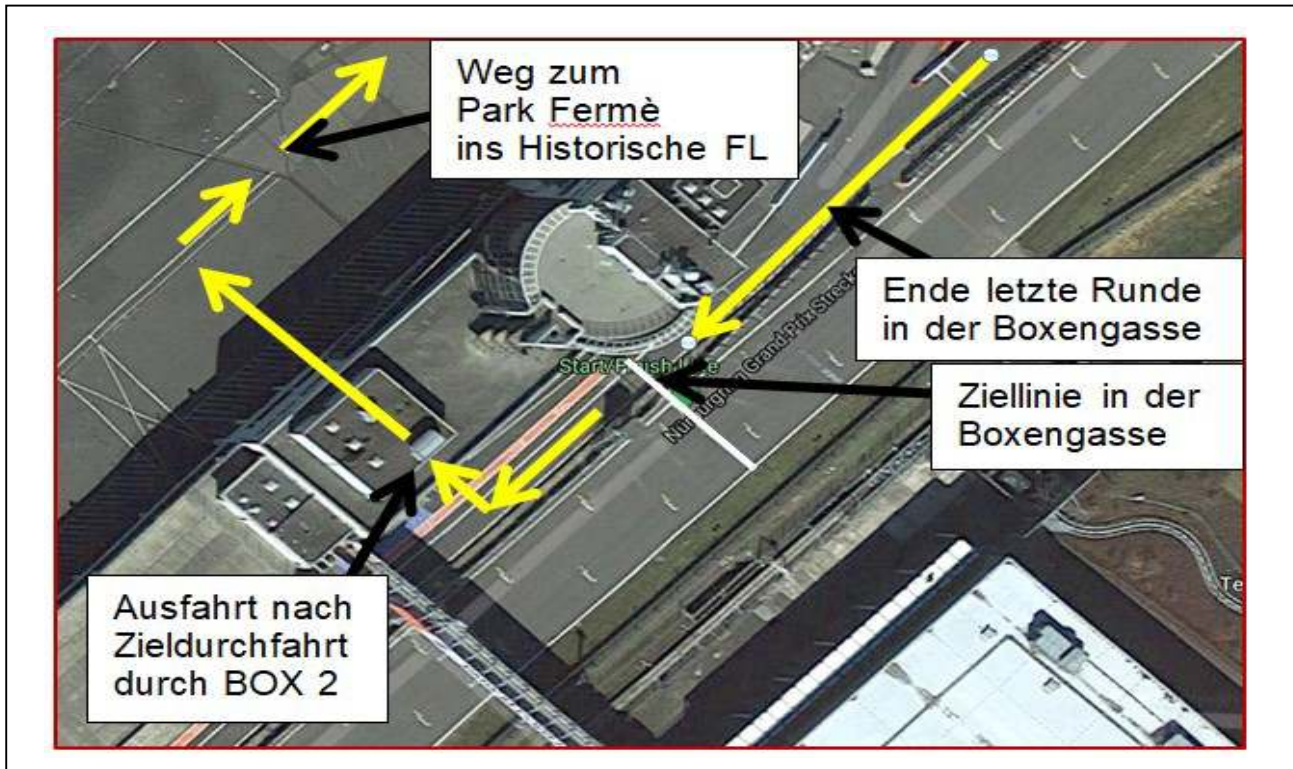 Weg zum
Park Fermè
ins Historische FL
Ende letzte Runde
in der Boxengasse
Start/Finish Line
Nürburgring Grand-Prix Strecke
Ziellinie in der
Boxengasse
Ausfahrt nach
Zieldurchfahrt
durch BOX 2
Te